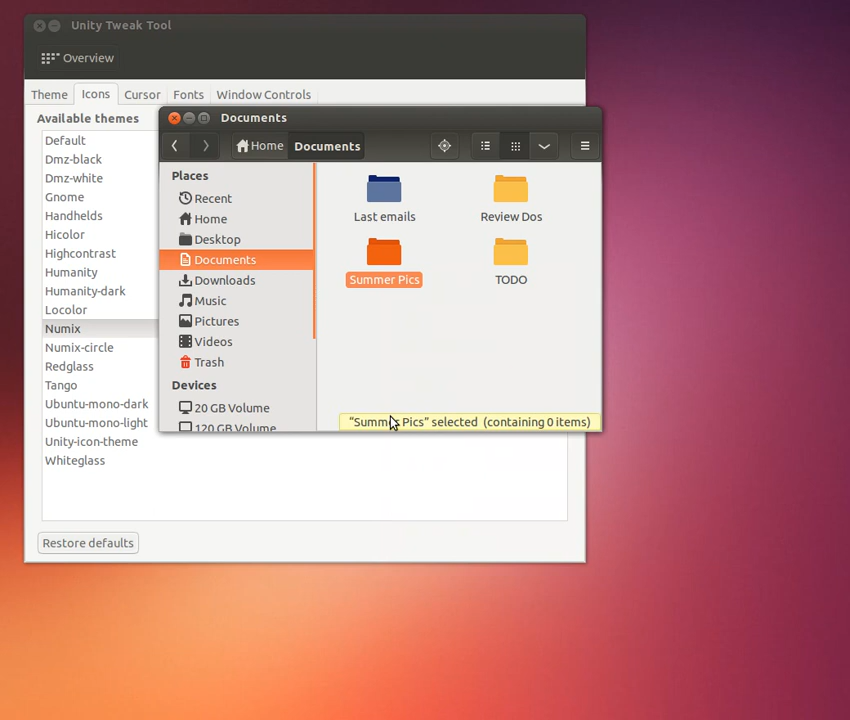 Unity Tweak Tool
Overview
Theme Icons Cursor Fonts Window Controls
Available themes
Default
Dmz-black
Dmz-white
Gnome
Handhelds
Hicolor
Highcontrast
Humanity
Humanity-dark
Locolor
Numix
Numix-circle
Redglass
Tango
Ubuntu-mono-dark
Ubuntu-mono-light
Unity-icon-theme
Whiteglass
Restore defaults
Documents
Home Documents
Places
Recent
Home
Desktop
Documents
Downloads
Music
Pictures
Videos
Trash
Devices
20 GB Volume
120 GB Volume
Last emails
Review Dos
Summer Pics
TODO
“Summer Pics” selected (containing 0 items)